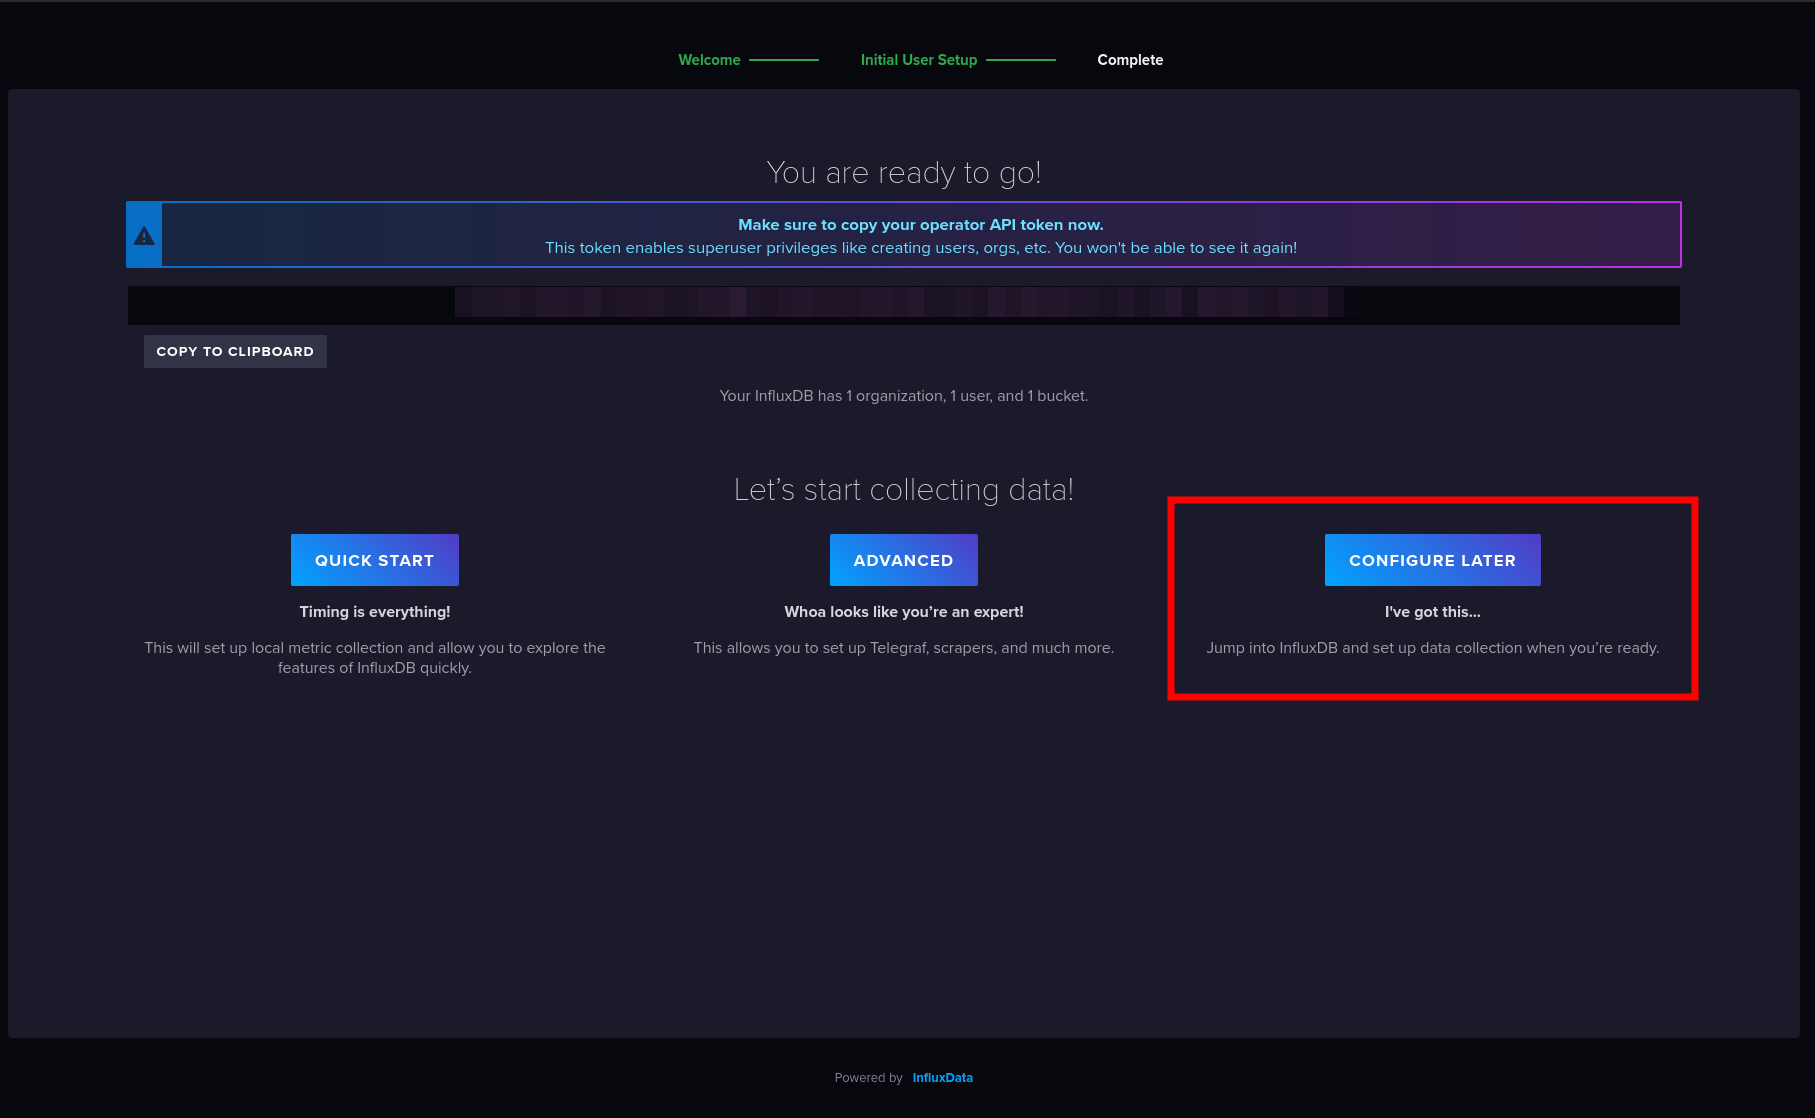 Welcome Initial User Setup Complete
You are ready to go!
Make sure to copy your operator API token now.
This token enables superuser privileges like creating users, orgs, etc. You won't be able to see it again!
COPY TO CLIPBOARD
Your InfluxDB has 1 organization, 1 user, and 1 bucket.
Let’s start collecting data!
QUICK START
Timing is everything!
This will set up local metric collection and allow you to explore the
features of InfluxDB quickly.
ADVANCED
Whoa looks like you’re an expert!
This allows you to set up Telegraf, scrapers, and much more.
CONFIGURE LATER
I've got this...
Jump into InfluxDB and set up data collection when you’re ready.
Powered by InfluxData